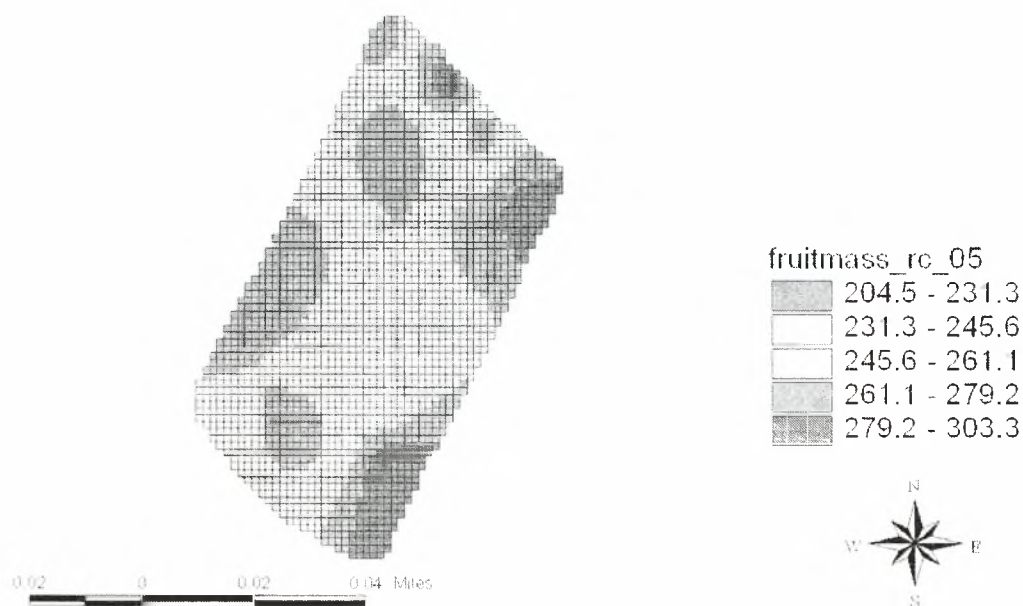 fruitmass_rc_05
204.5 - 231.3
231.3 - 245.6
245.6 - 261.1
261.1 - 279.2
279.2 - 303.3
N
W E
S
0.02 0 0.02 0.04 Miles